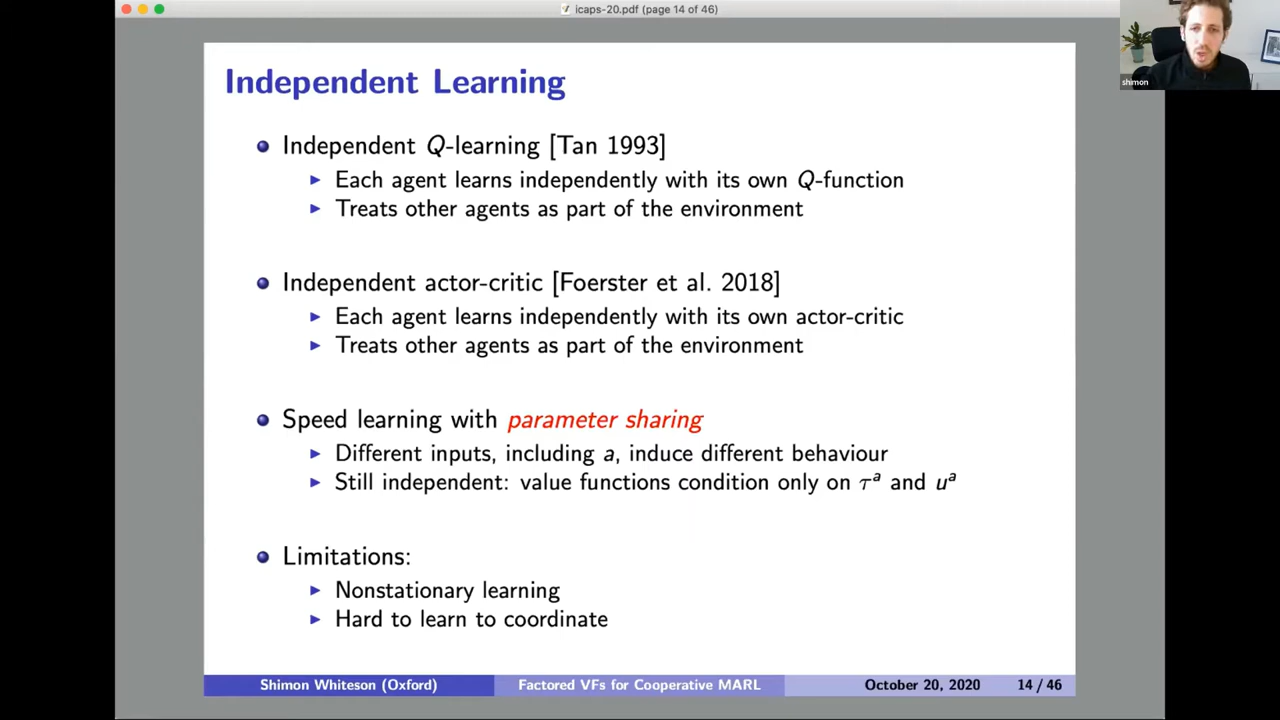 icaps-20.pdf (page 14 of 46)
shimon
Independent Learning
Independent Q-learning [Tan 1993]
Each agent learns independently with its own Q-function
Treats other agents as part of the environment
Independent actor-critic [Foerster et al. 2018]
Each agent learns independently with its own actor-critic
Treats other agents as part of the environment
Speed learning with parameter sharing
Different inputs, including a, induce different behaviour
Still independent: value functions condition only on τᵃ and uᵃ
Limitations:
Nonstationary learning
Hard to learn to coordinate
Shimon Whiteson (Oxford) Factored VFs for Cooperative MARL October 20, 2020 14 / 46